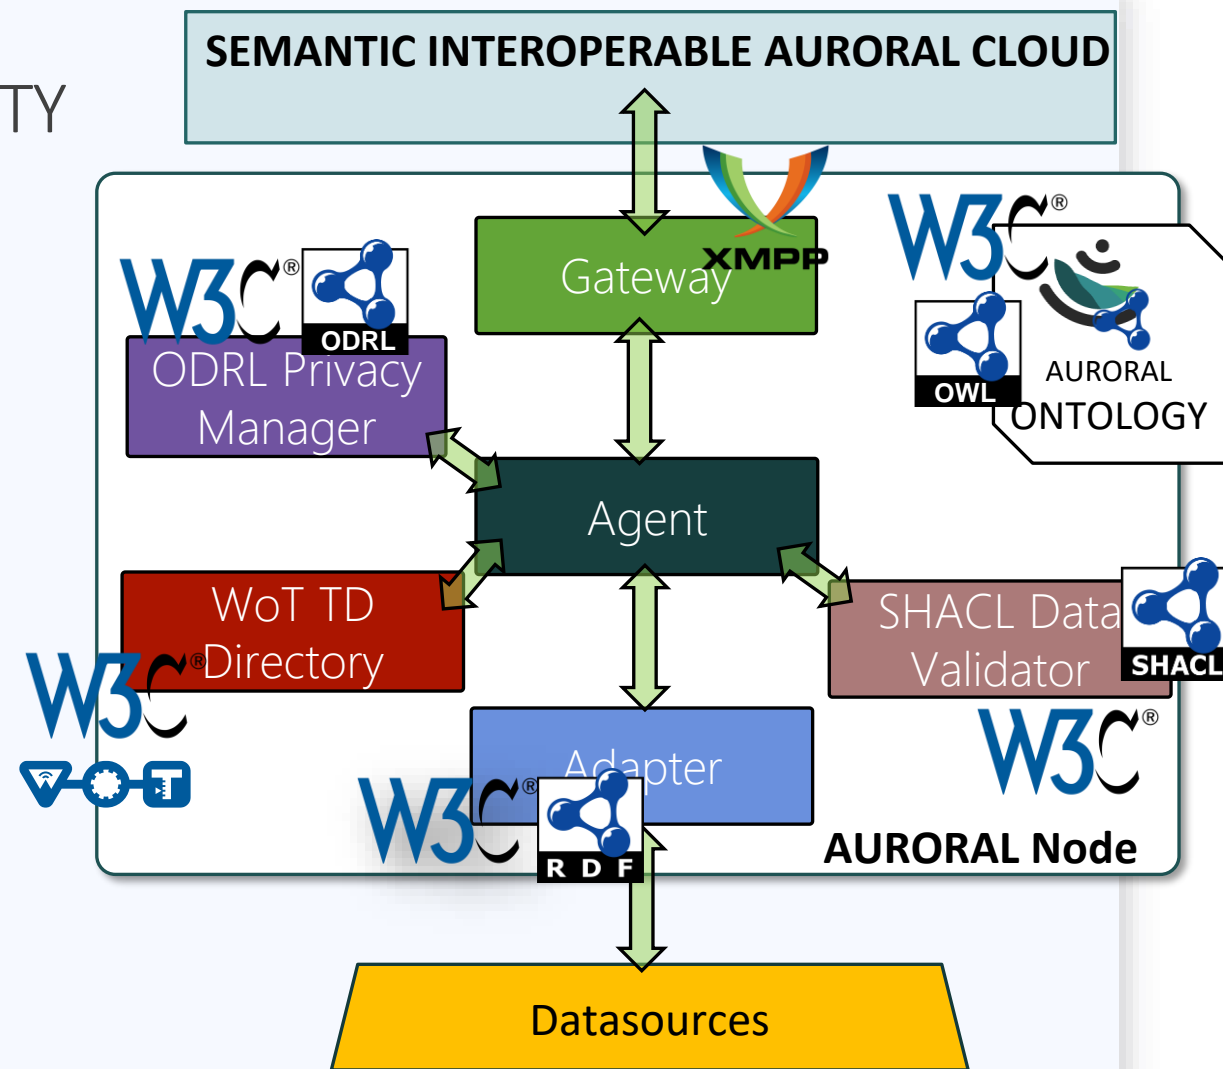 SEMANTIC INTEROPERABLE AURORAL CLOUD
TY
XMPP
Gateway
W3C®
W3C®
ODRL
ODRL Privacy
Manager
OWL
AURORAL
ONTOLOGY
Agent
WoT TD
Directory
W3C®
SHACL Data
Validator
SHACL
W3C®
Adapter
W3C®
RDF
AURORAL Node
Datasources